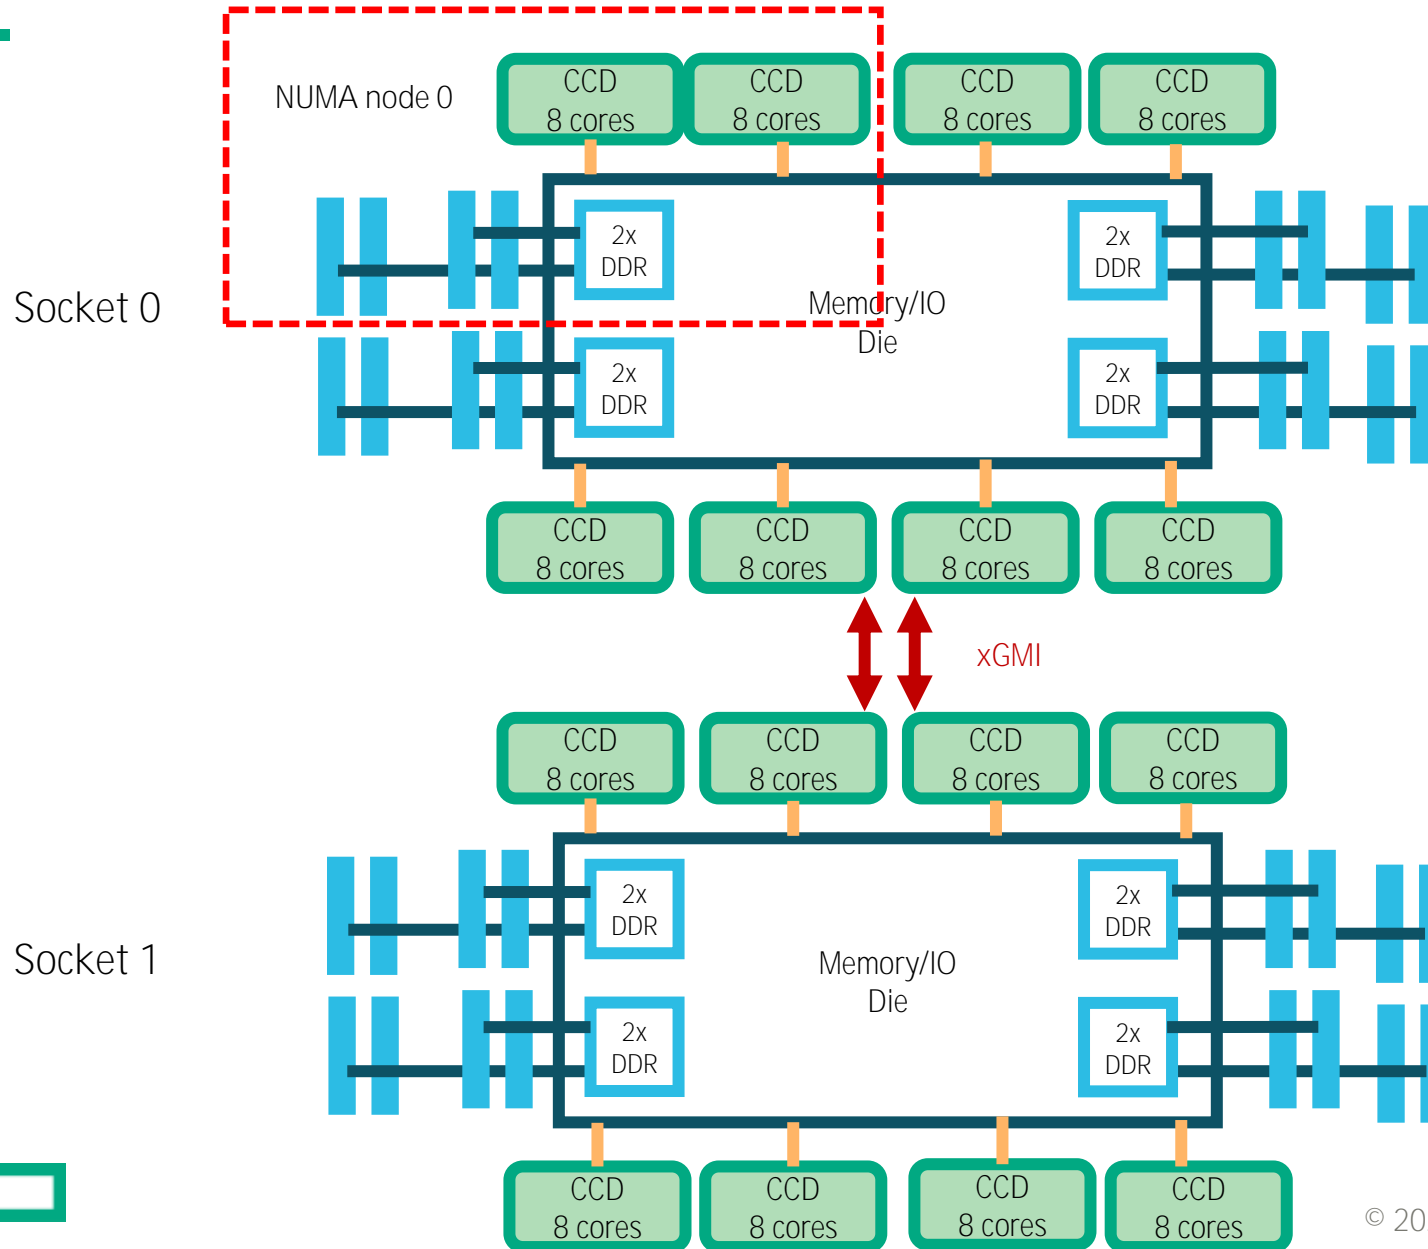 NUMA node 0
CCD
8 cores
CCD
8 cores
CCD
8 cores
CCD
8 cores
2x
DDR
2x
DDR
Socket 0
Memory/IO
Die
2x
DDR
2x
DDR
CCD
8 cores
CCD
8 cores
CCD
8 cores
CCD
8 cores
xGMI
CCD
8 cores
CCD
8 cores
CCD
8 cores
CCD
8 cores
2x
DDR
2x
DDR
Socket 1
Memory/IO
Die
2x
DDR
2x
DDR
CCD
8 cores
CCD
8 cores
CCD
8 cores
CCD
8 cores
© 20